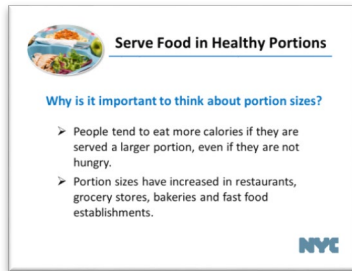 Serve Food in Healthy Portions
Why is it important to think about portion sizes?
➢ People tend to eat more calories if they are
served a larger portion, even if they are not
hungry.
➢ Portion sizes have increased in restaurants,
grocery stores, bakeries and fast food
establishments.
NYC